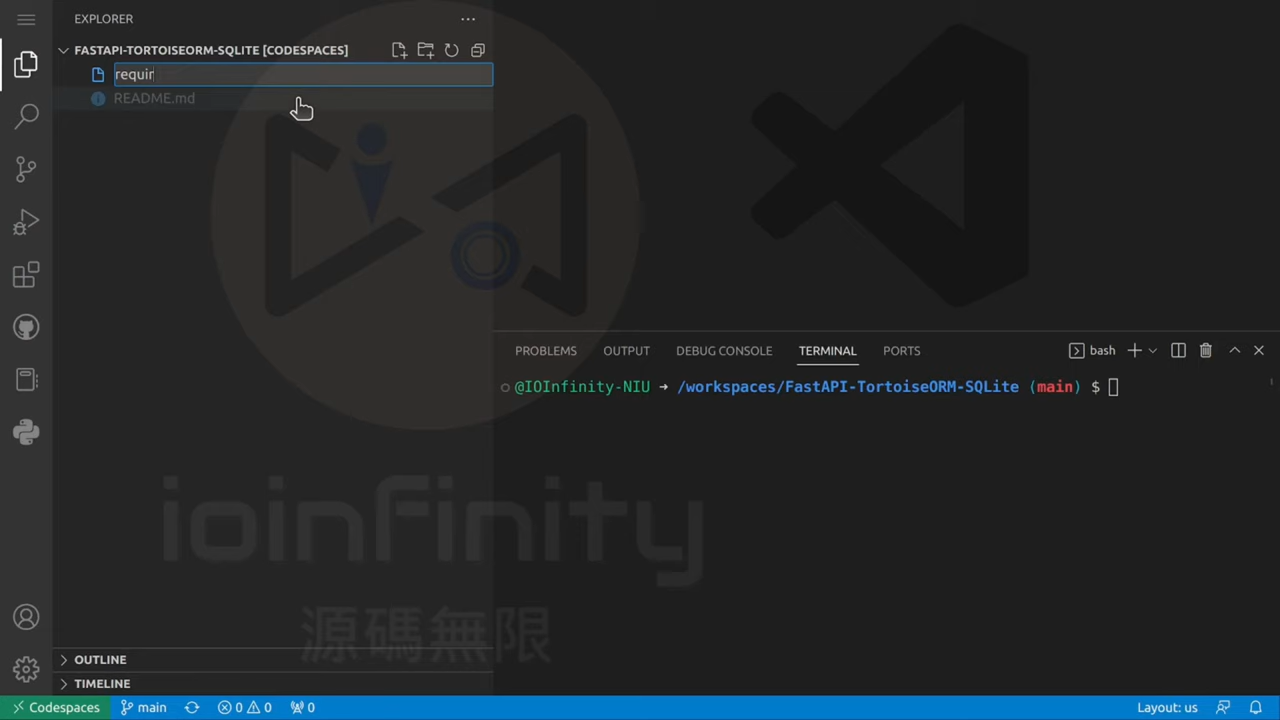 EXPLORER
FASTAPI-TORTOISEORM-SQLITE [CODESPACES]
requir
README.md
PROBLEMS OUTPUT DEBUG CONSOLE TERMINAL PORTS bash
@IOInfinity-NIU ➜ /workspaces/FastAPI-TortoiseORM-SQLite (main) $
ioinfinity
源碼無限
OUTLINE
TIMELINE
Codespaces main 0 0 0 Layout: us